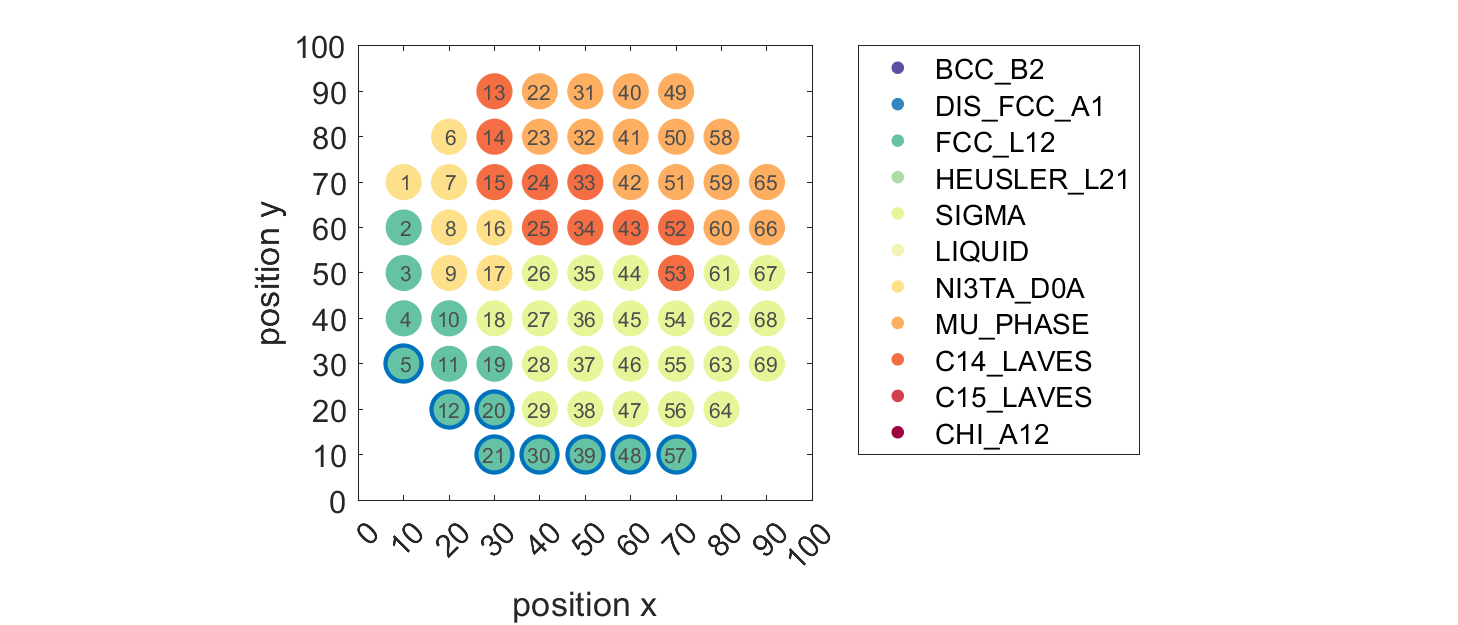 100
90
80
70
60
50
40
30
20
10
0
position y
13 22 31 40 49
6 14 23 32 41 50 58
1 7 15 24 33 42 51 59 65
2 8 16 25 34 43 52 60 66
3 9 17 26 35 44 53 61 67
4 10 18 27 36 45 54 62 68
5 11 19 28 37 46 55 63 69
12 20 29 38 47 56 64
21 30 39 48 57
0 10 20 30 40 50 60 70 80 90 100
position x
BCC_B2
DIS_FCC_A1
FCC_L12
HEUSLER_L21
SIGMA
LIQUID
NI3TA_D0A
MU_PHASE
C14_LAVES
C15_LAVES
CHI_A12